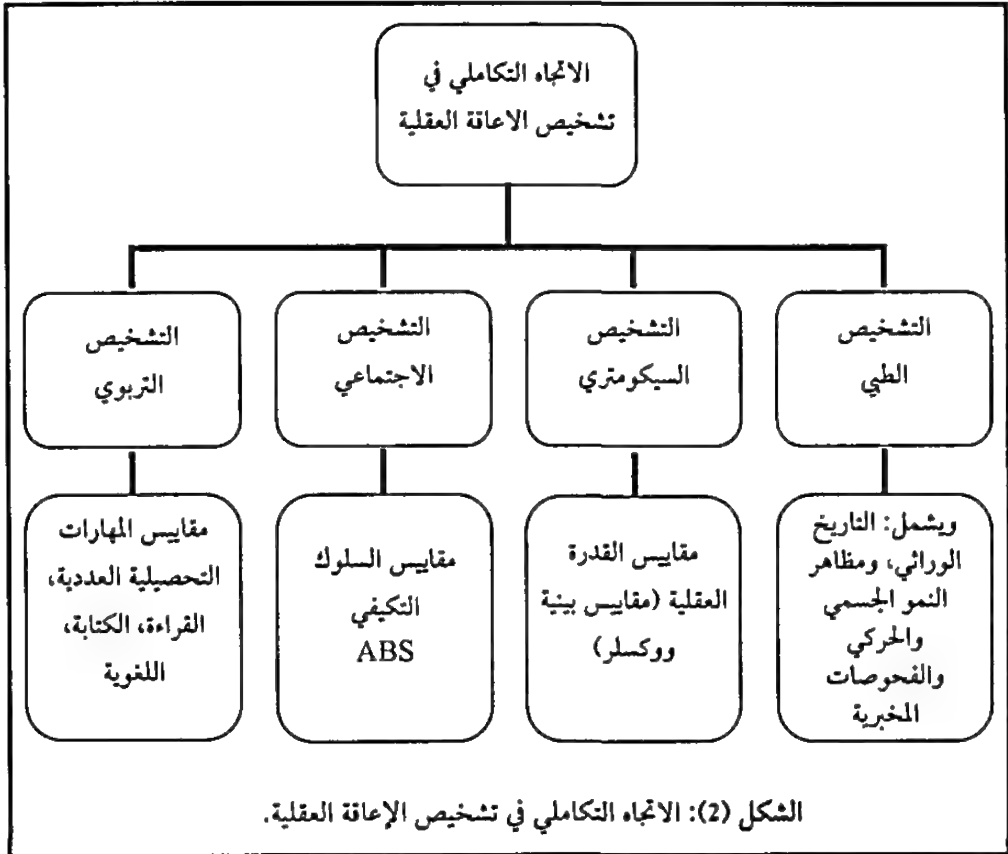 الاتجاه التكاملي في
تشخيص الاعاقة العقلية
التشخيص
الطبي
التشخيص
السيكومتري
التشخيص
الاجتماعي
التشخيص
التربوي
ويشمل: التاريخ
الوراثي، ومظاهر
النمو الجسمي
والحركي
والفحوصات
المخبرية
مقاييس القدرة
العقلية (مقاييس بينية
ووكسلر)
مقاييس السلوك
التكيفي
ABS
مقاييس المهارات
التحصيلية العددية،
القراءة، الكتابة،
اللغوية
الشكل (2): الاتجاه التكاملي في تشخيص الإعاقة العقلية.